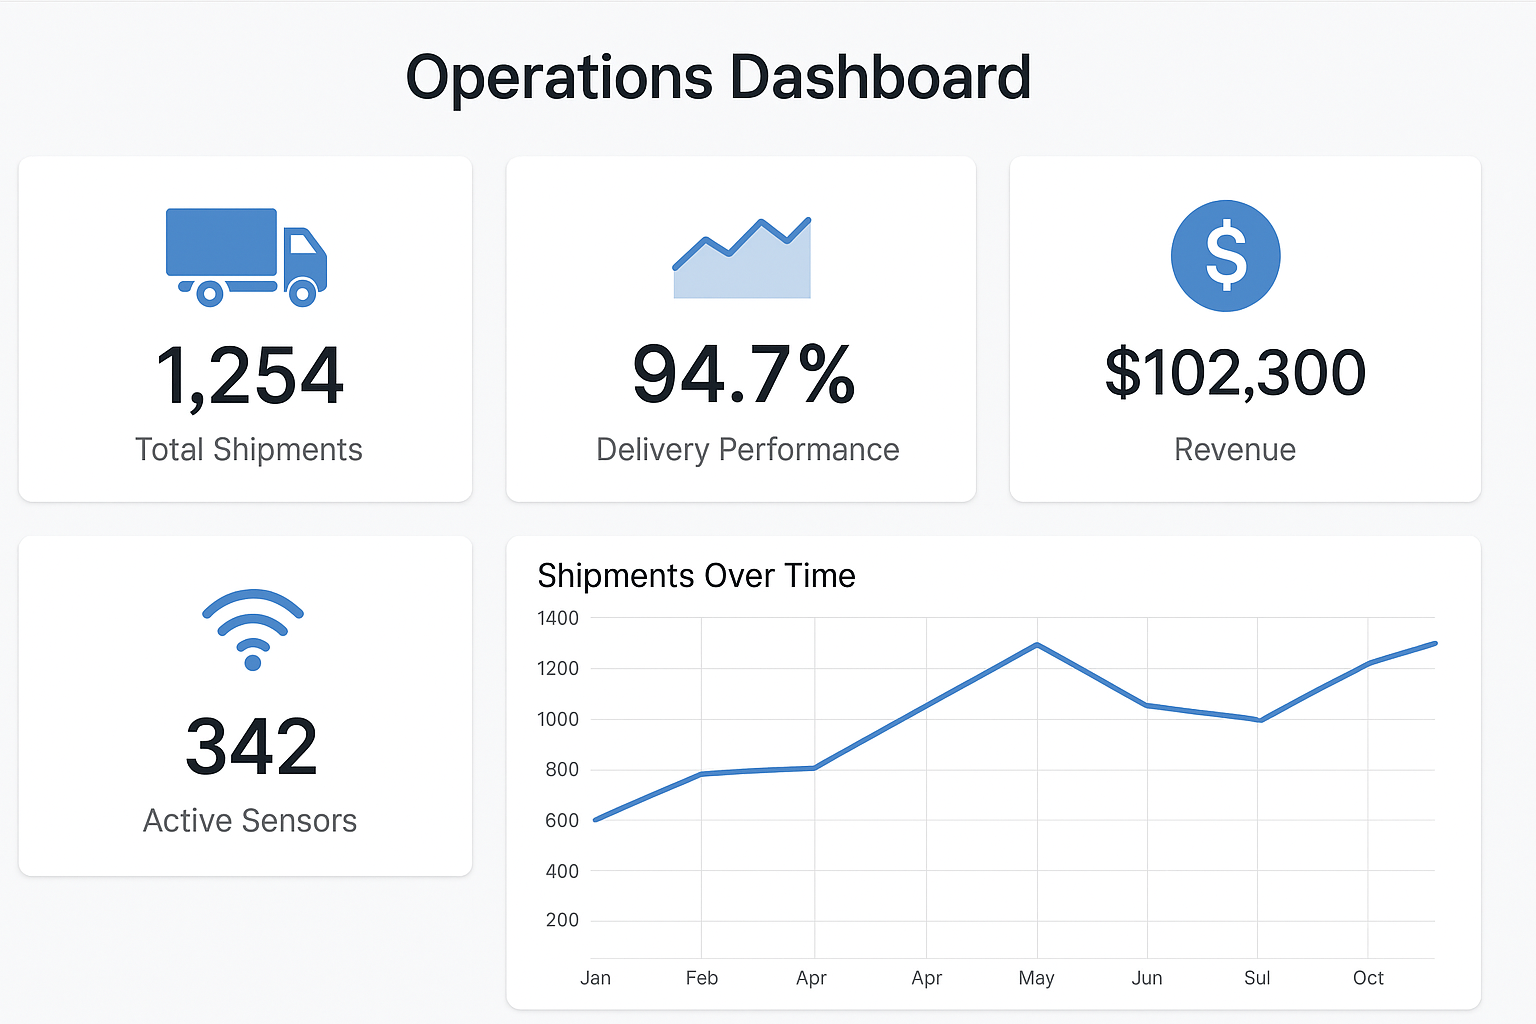 Operations Dashboard
1,254
Total Shipments
94.7%
Delivery Performance
$102,300
Revenue
342
Active Sensors
Shipments Over Time
1400
1200
1000
800
600
400
200
Jan Feb Apr Apr May Jun Sul Oct